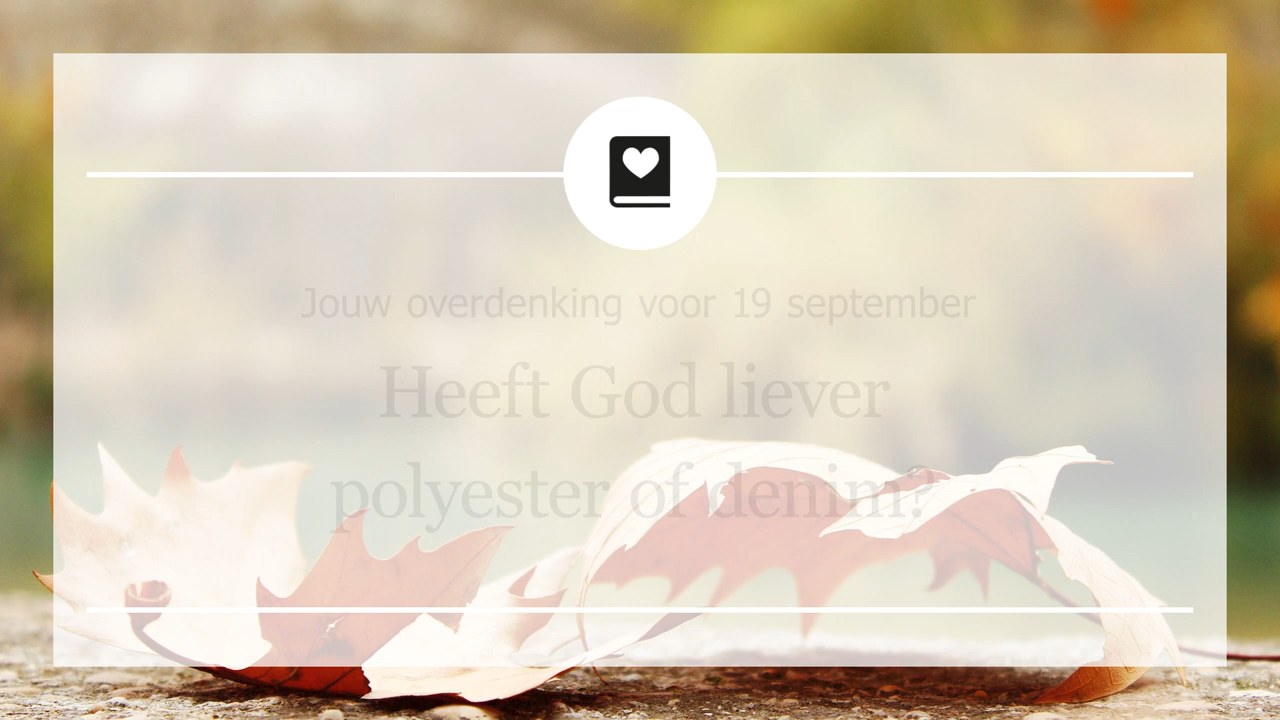 Jouw overdenking voor 19 september
Heeft God liever
polyester of denim?